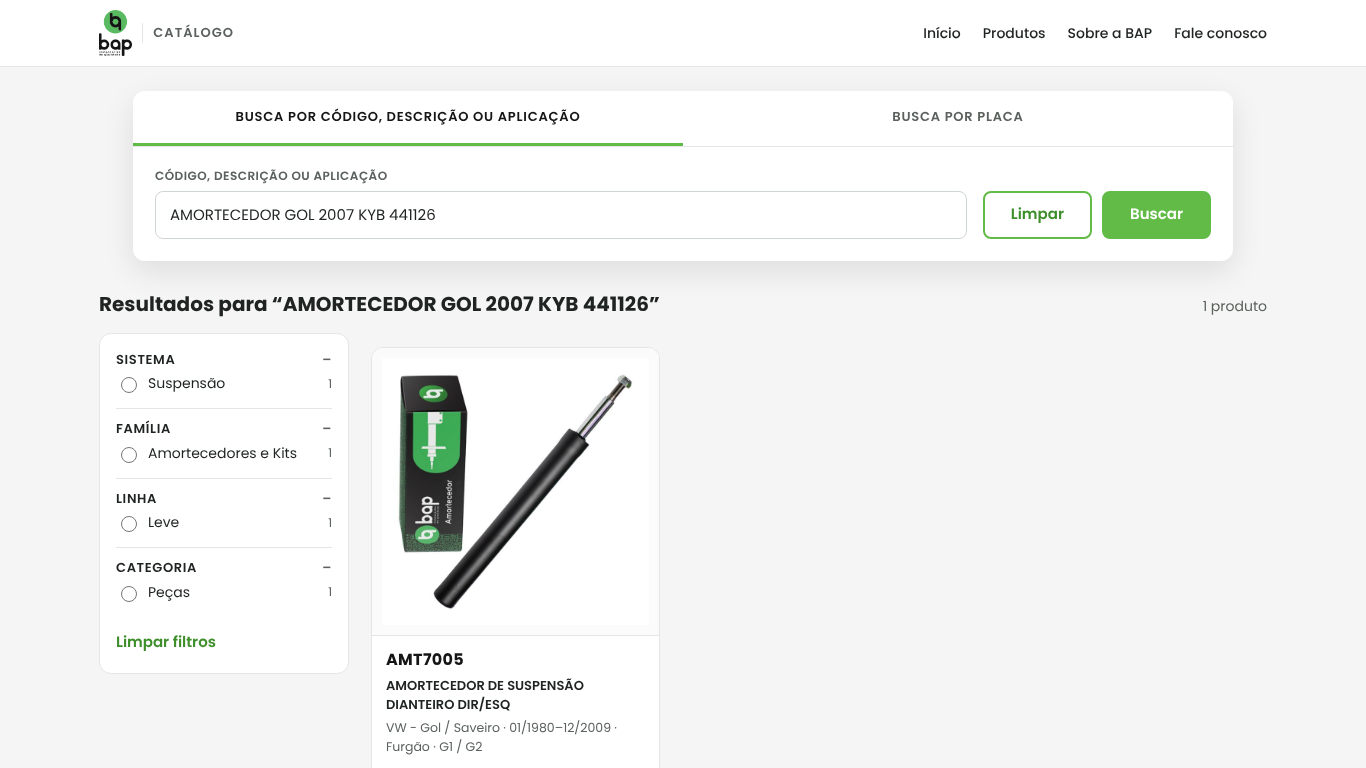 bap
CATÁLOGO
Início
Produtos
Sobre a BAP
Fale conosco
BUSCA POR CÓDIGO, DESCRIÇÃO OU APLICAÇÃO
BUSCA POR PLACA
CÓDIGO, DESCRIÇÃO OU APLICAÇÃO
AMORTECEDOR GOL 2007 KYB 441126
Limpar
Buscar
Resultados para “AMORTECEDOR GOL 2007 KYB 441126”
1 produto
SISTEMA −
Suspensão 1
FAMÍLIA −
Amortecedores e Kits 1
LINHA −
Leve 1
CATEGORIA −
Peças 1
Limpar filtros
bap
Amortecedor
AMT7005
AMORTECEDOR DE SUSPENSÃO
DIANTEIRO DIR/ESQ
VW - Gol / Saveiro · 01/1980–12/2009 ·
Furgão · G1 / G2